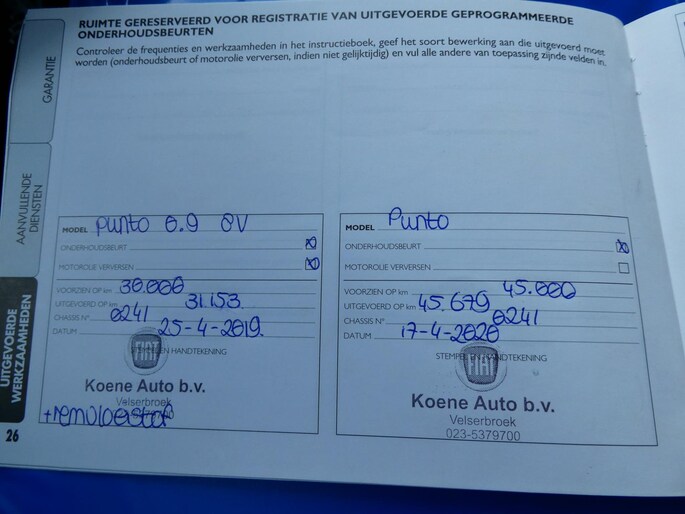 RUIMTE GERESERVEERD VOOR REGISTRATIE VAN UITGEVOERDE GEPROGRAMMEERDE
ONDERHOUDSBEURTEN
Controleer de frequenties en werkzaamheden in het instructieboek, geef het soort bewerking aan die uitgevoerd moet
worden (onderhoudsbeurt of motorolie verversen, indien niet gelijktijdig) en vul alle andere van toepassing zijnde velden in.
GARANTIE
AANVULLENDE
DIENSTEN
UITGEVOERDE
WERKZAAMHEDEN
26
MODEL punto 0.9 8V
ONDERHOUDSBEURT X
MOTOROLIE VERVERSEN X
VOORZIEN OP km 30.000
UITGEVOERD OP km 31.153
CHASSIS N° 0241
DATUM 25-4-2019
STEMPEL EN HANDTEKENING
FIAT
Koene Auto b.v.
Velserbroek
+remvloeistof
MODEL Punto
ONDERHOUDSBEURT X
MOTOROLIE VERVERSEN
VOORZIEN OP km 45.000
UITGEVOERD OP km 45.679
CHASSIS N° 0241
DATUM 17-4-2020
STEMPEL EN HANDTEKENING
FIAT
Koene Auto b.v.
Velserbroek
023-5379700